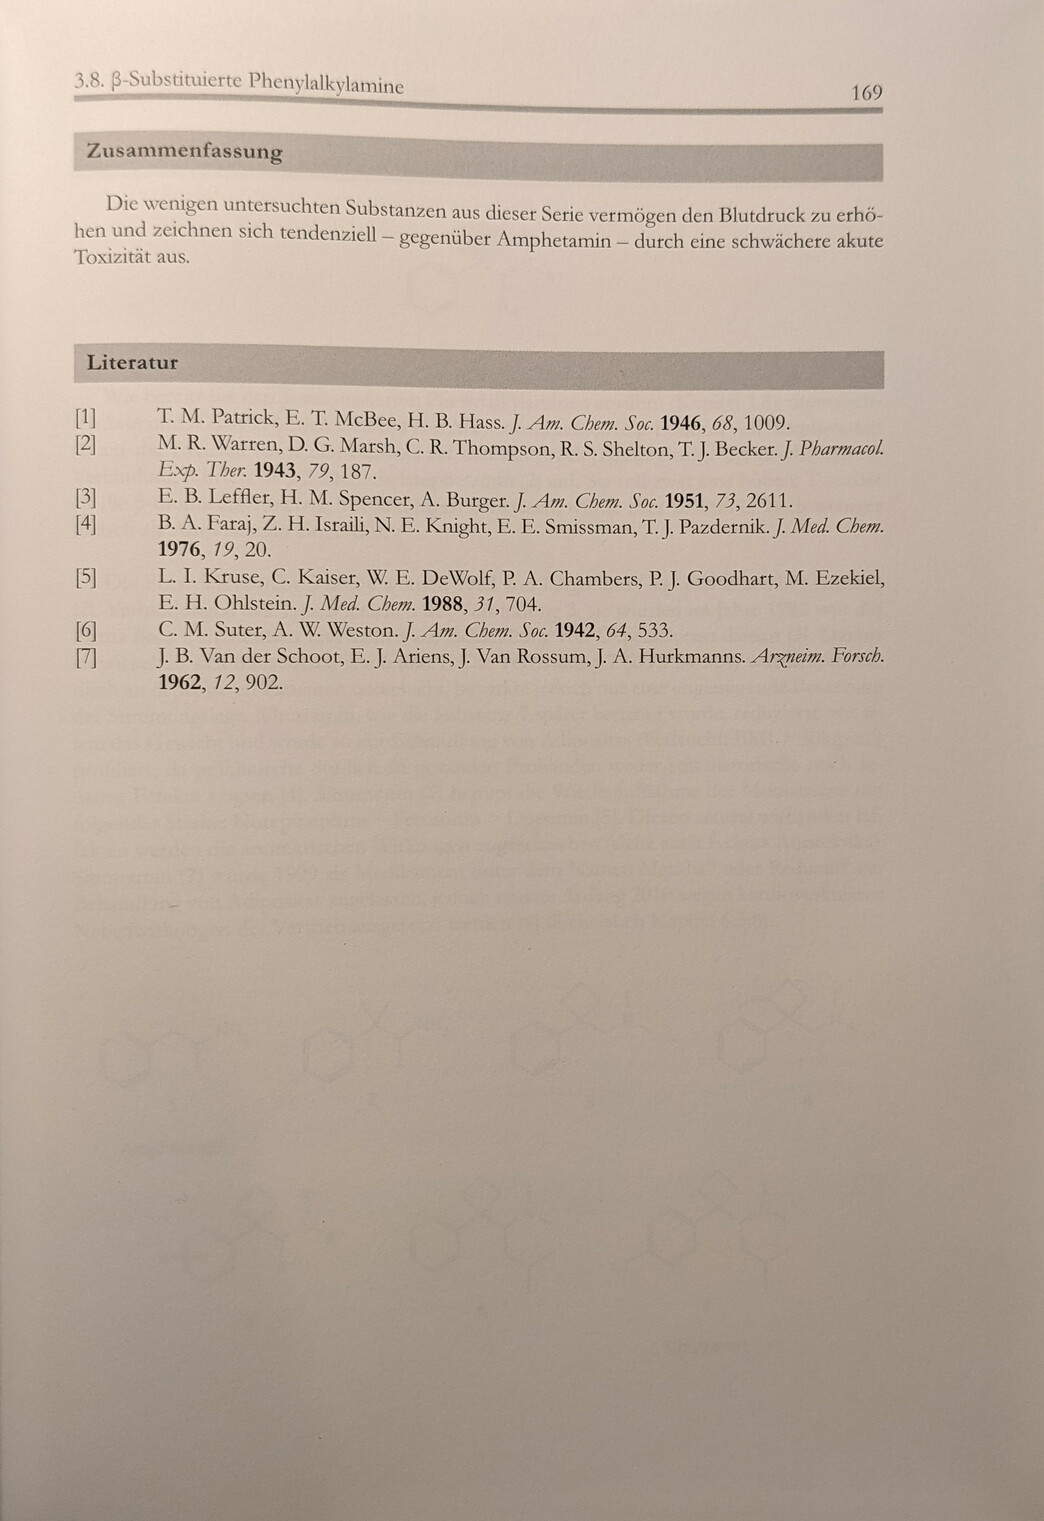 3.8. β-Substituierte Phenylalkylamine
169
Zusammenfassung
Die wenigen untersuchten Substanzen aus dieser Serie vermögen den Blutdruck zu erhö-
hen und zeichnen sich tendenziell – gegenüber Amphetamin – durch eine schwächere akute
Toxizität aus.
Literatur
[1] T. M. Patrick, E. T. McBee, H. B. Hass. J. Am. Chem. Soc. 1946, 68, 1009.
[2] M. R. Warren, D. G. Marsh, C. R. Thompson, R. S. Shelton, T. J. Becker. J. Pharmacol.
Exp. Ther. 1943, 79, 187.
[3] E. B. Leffler, H. M. Spencer, A. Burger. J. Am. Chem. Soc. 1951, 73, 2611.
[4] B. A. Faraj, Z. H. Israili, N. E. Knight, E. E. Smissman, T. J. Pazdernik. J. Med. Chem.
1976, 19, 20.
[5] L. I. Kruse, C. Kaiser, W. E. DeWolf, P. A. Chambers, P. J. Goodhart, M. Ezekiel,
E. H. Ohlstein. J. Med. Chem. 1988, 31, 704.
[6] C. M. Suter, A. W. Weston. J. Am. Chem. Soc. 1942, 64, 533.
[7] J. B. Van der Schoot, E. J. Ariens, J. Van Rossum, J. A. Hurkmanns. Arzneim. Forsch.
1962, 12, 902.